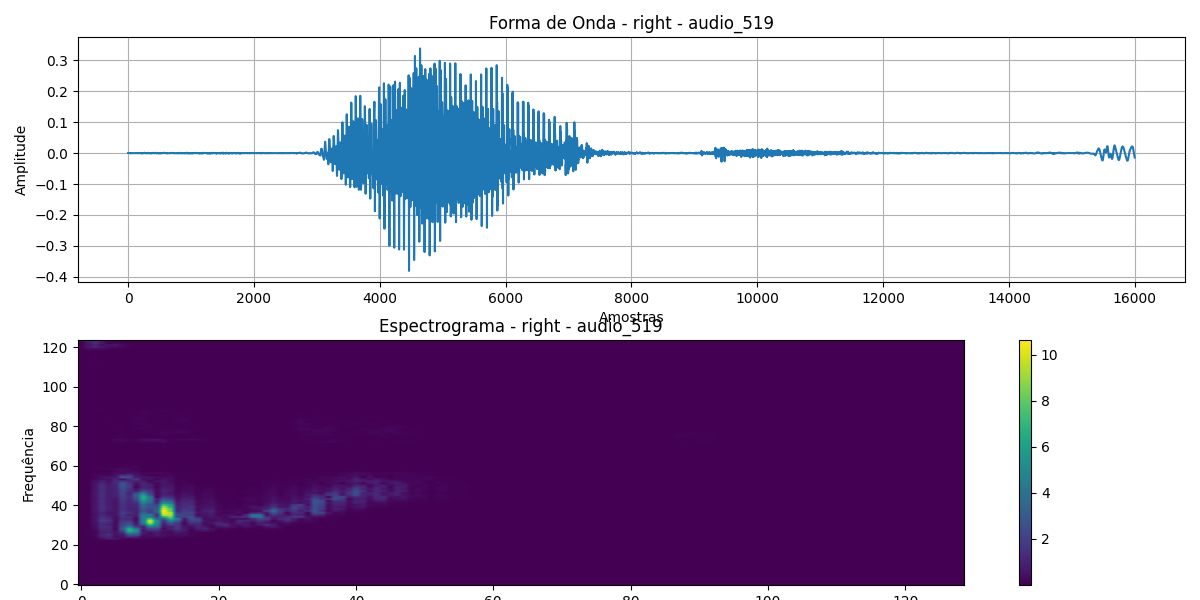 Forma de Onda - right - audio_519
Amplitude
0.3
0.2
0.1
0.0
−0.1
−0.2
−0.3
−0.4
0 2000 4000 6000 8000 10000 12000 14000 16000
Amostras
Espectrograma - right - audio_519
Frequência
120
100
80
60
40
20
0
0 20 40 60 80 100 120
10
8
6
4
2